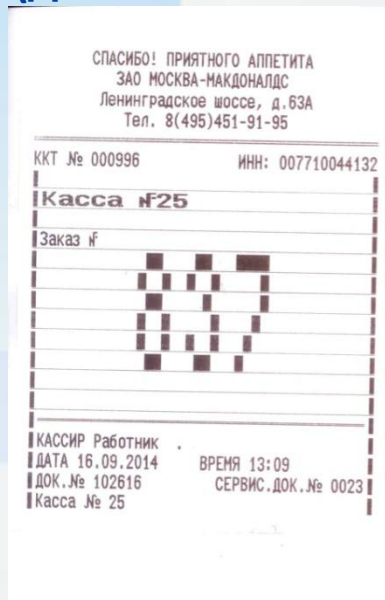 СПАСИБО! ПРИЯТНОГО АППЕТИТА
ЗАО МОСКВА-МАКДОНАЛДС
Ленинградское шоссе, д.63А
Тел. 8(495)451-91-95
ККТ № 000996 ИНН: 007710044132
Касса №25
Заказ №
837
КАССИР Работник .
ДАТА 16.09.2014 ВРЕМЯ 13:09
ДОК.№ 102616 СЕРВИС.ДОК.№ 0023
Касса № 25